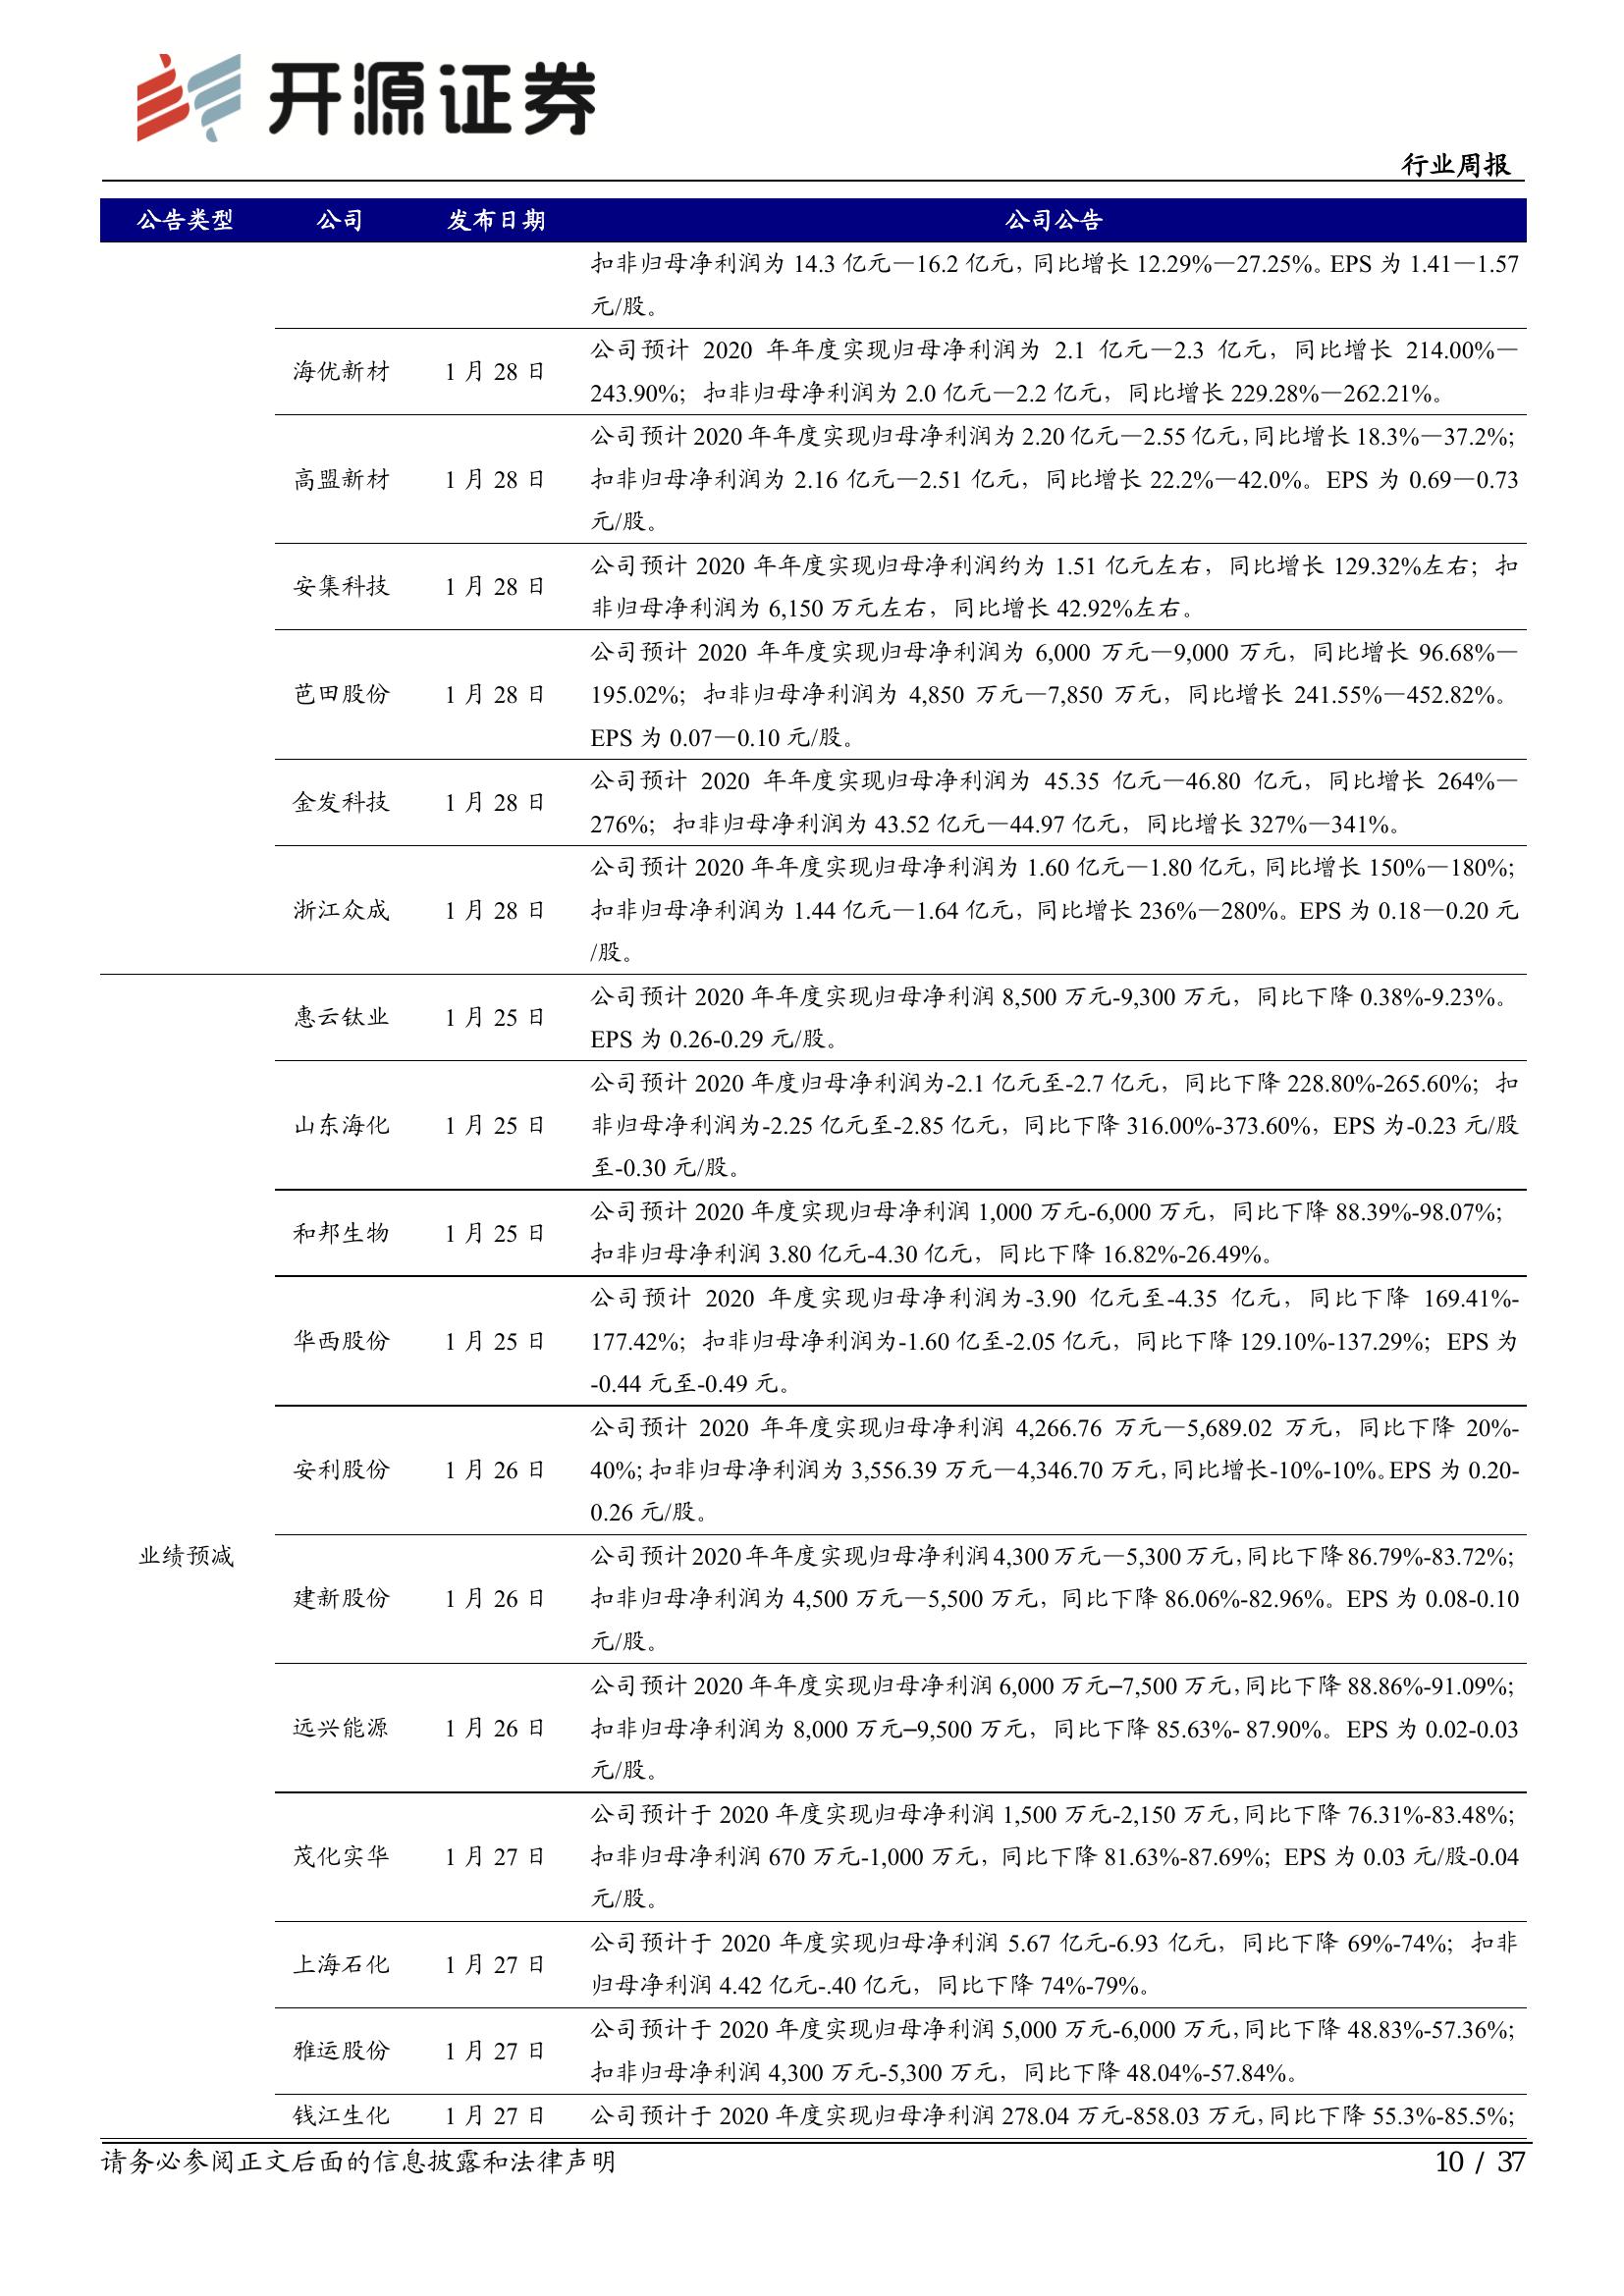 开源证券
行业周报
公告类型 公司 发布日期 公司公告
扣非归母净利润为 14.3 亿元—16.2 亿元，同比增长 12.29%—27.25%。EPS 为 1.41—1.57
元/股。
海优新材 1 月 28 日
公司预计 2020 年年度实现归母净利润为 2.1 亿元—2.3 亿元，同比增长 214.00%—
243.90%；扣非归母净利润为 2.0 亿元—2.2 亿元，同比增长 229.28%—262.21%。
高盟新材 1 月 28 日
公司预计 2020 年年度实现归母净利润为 2.20 亿元—2.55 亿元，同比增长 18.3%—37.2%；
扣非归母净利润为 2.16 亿元—2.51 亿元，同比增长 22.2%—42.0%。EPS 为 0.69—0.73
元/股。
安集科技 1 月 28 日
公司预计 2020 年年度实现归母净利润约为 1.51 亿元左右，同比增长 129.32%左右；扣
非归母净利润为 6,150 万元左右，同比增长 42.92%左右。
芭田股份 1 月 28 日
公司预计 2020 年年度实现归母净利润为 6,000 万元—9,000 万元，同比增长 96.68%—
195.02%；扣非归母净利润为 4,850 万元—7,850 万元，同比增长 241.55%—452.82%。
EPS 为 0.07—0.10 元/股。
金发科技 1 月 28 日
公司预计 2020 年年度实现归母净利润为 45.35 亿元—46.80 亿元，同比增长 264%—
276%；扣非归母净利润为 43.52 亿元—44.97 亿元，同比增长 327%—341%。
浙江众成 1 月 28 日
公司预计 2020 年年度实现归母净利润为 1.60 亿元—1.80 亿元，同比增长 150%—180%；
扣非归母净利润为 1.44 亿元—1.64 亿元，同比增长 236%—280%。EPS 为 0.18—0.20 元
/股。
业绩预减
惠云钛业 1 月 25 日
公司预计 2020 年年度实现归母净利润 8,500 万元-9,300 万元，同比下降 0.38%-9.23%。
EPS 为 0.26-0.29 元/股。
山东海化 1 月 25 日
公司预计 2020 年度归母净利润为-2.1 亿元至-2.7 亿元，同比下降 228.80%-265.60%；扣
非归母净利润为-2.25 亿元至-2.85 亿元，同比下降 316.00%-373.60%，EPS 为-0.23 元/股
至-0.30 元/股。
和邦生物 1 月 25 日
公司预计 2020 年度实现归母净利润 1,000 万元-6,000 万元，同比下降 88.39%-98.07%；
扣非归母净利润 3.80 亿元-4.30 亿元，同比下降 16.82%-26.49%。
华西股份 1 月 25 日
公司预计 2020 年度实现归母净利润为-3.90 亿元至-4.35 亿元，同比下降 169.41%-
177.42%；扣非归母净利润为-1.60 亿至-2.05 亿元，同比下降 129.10%-137.29%；EPS 为
-0.44 元至-0.49 元。
安利股份 1 月 26 日
公司预计 2020 年年度实现归母净利润 4,266.76 万元—5,689.02 万元，同比下降 20%-
40%；扣非归母净利润为 3,556.39 万元—4,346.70 万元，同比增长-10%-10%。EPS 为 0.20-
0.26 元/股。
建新股份 1 月 26 日
公司预计 2020 年年度实现归母净利润 4,300 万元—5,300 万元，同比下降 86.79%-83.72%；
扣非归母净利润为 4,500 万元—5,500 万元，同比下降 86.06%-82.96%。EPS 为 0.08-0.10
元/股。
远兴能源 1 月 26 日
公司预计 2020 年年度实现归母净利润 6,000 万元–7,500 万元，同比下降 88.86%-91.09%；
扣非归母净利润为 8,000 万元–9,500 万元，同比下降 85.63%- 87.90%。EPS 为 0.02-0.03
元/股。
茂化实华 1 月 27 日
公司预计于 2020 年度实现归母净利润 1,500 万元-2,150 万元，同比下降 76.31%-83.48%；
扣非归母净利润 670 万元-1,000 万元，同比下降 81.63%-87.69%；EPS 为 0.03 元/股-0.04
元/股。
上海石化 1 月 27 日
公司预计于 2020 年度实现归母净利润 5.67 亿元-6.93 亿元，同比下降 69%-74%；扣非
归母净利润 4.42 亿元-.40 亿元，同比下降 74%-79%。
雅运股份 1 月 27 日
公司预计于 2020 年度实现归母净利润 5,000 万元-6,000 万元，同比下降 48.83%-57.36%；
扣非归母净利润 4,300 万元-5,300 万元，同比下降 48.04%-57.84%。
钱江生化 1 月 27 日 公司预计于 2020 年度实现归母净利润 278.04 万元-858.03 万元，同比下降 55.3%-85.5%；
请务必参阅正文后面的信息披露和法律声明 10 / 37